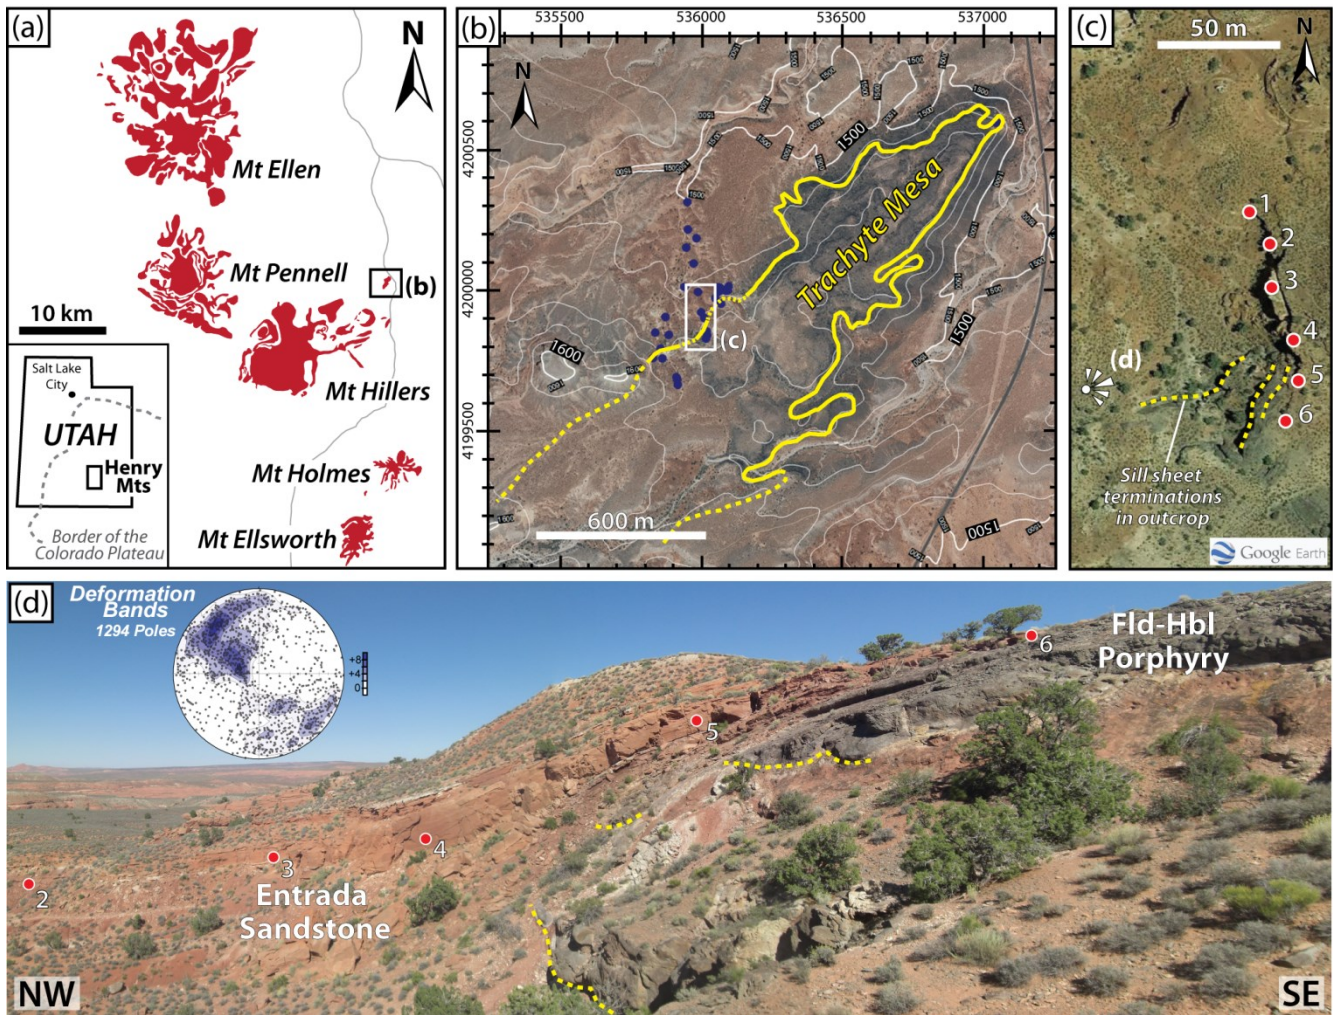 (a)
N
Mt Ellen
Mt Pennell
(b)
10 km
Mt Hillers
Salt Lake
City
UTAH
Henry
Mts
Border of the
Colorado Plateau
Mt Holmes
Mt Ellsworth
(b)
535500
536000
536500
537000
N
4200500
4200000
4199500
1500
1500
1500
1600
Trachyte Mesa
(c)
600 m
(c)
50 m
N
1
2
3
4
5
6
(d)
Sill sheet
terminations
in outcrop
Google Earth
(d)
Deformation
Bands
1294 Poles
+8
+4
0
Fld-Hbl
Porphyry
6
5
4
3
2
Entrada
Sandstone
NW
SE